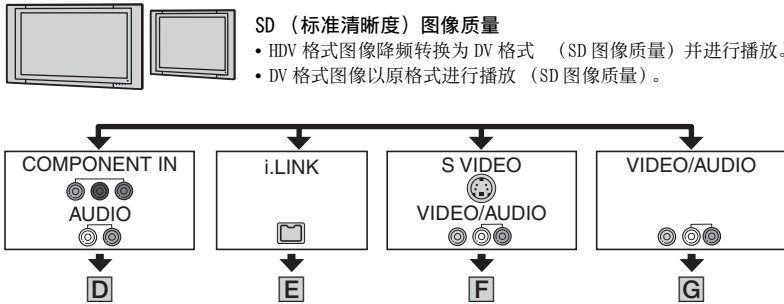 SD （标准清晰度）图像质量
• HDV 格式图像降频转换为 DV 格式 （SD 图像质量）并进行播放。
• DV 格式图像以原格式进行播放 （SD 图像质量）。
COMPONENT IN
AUDIO
i.LINK
S VIDEO
VIDEO/AUDIO
VIDEO/AUDIO
D
E
F
G